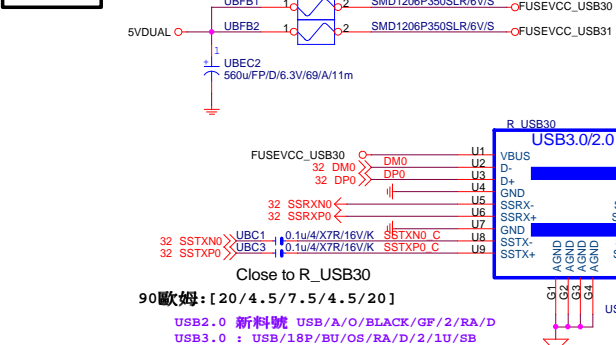 UBFB1 1 2 SMD1206P350SLR/6V/S FUSEVCC_USB30
5VDUAL UBFB2 1 2 SMD1206P350SLR/6V/S FUSEVCC_USB31
1
+ UBEC2
560u/FP/D/6.3V/69/A/11m
R_USB30
USB3.0/2.0
FUSEVCC_USB30 U1 VBUS
32 DM0 DM0 U2 D-
32 DP0 DP0 U3 D+
U4 GND
32 SSRXN0 U5 SSRX-
32 SSRXP0 U6 SSRX+
U7 GND
32 SSTXN0 UBC1 0.1u/4/X7R/16V/K SSTXN0_C U8 SSTX-
32 SSTXP0 UBC3 0.1u/4/X7R/16V/K SSTXP0_C U9 SSTX+
AGND AGND AGND AGND
G1 G2 G3 G4
Close to R_USB30
90歐姆:[20/4.5/7.5/4.5/20]
USB2.0 新料號 USB/A/O/BLACK/GF/2/RA/D
USB3.0 : USB/18P/BU/OS/RA/D/2/1U/SB